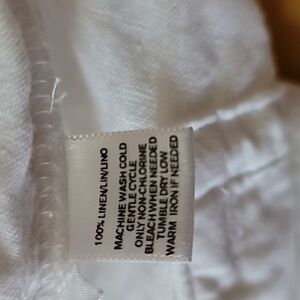 100% LINEN/LIN/LINO
MACHINE WASH COLD
GENTLE CYCLE
ONLY NON-CHLORINE
BLEACH WHEN NEEDED
TUMBLE DRY LOW
WARM IRON IF NEEDED